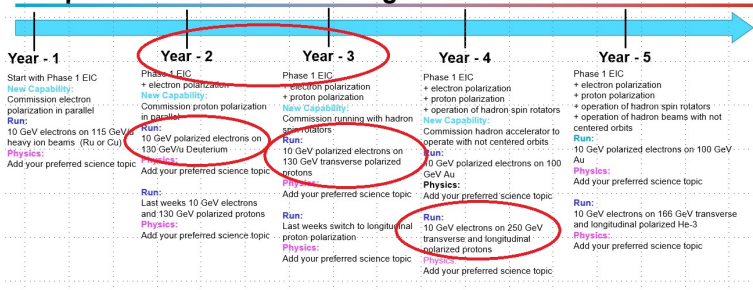 Year - 1
Start with Phase 1 EIC
New Capability:
Commission electron
polarization in parallel
Run:
10 GeV electrons on 115 GeV/u
heavy ion beams (Ru or Cu)
Physics:
Add your preferred science topic
Year - 2
Phase 1 EIC
+ electron polarization
New Capability:
Commission proton polarization
in parallel
Run:
10 GeV polarized electrons on
130 GeV/u Deuterium
Physics:
Add your preferred science topic
Run:
Last weeks 10 GeV electrons
and 130 GeV polarized protons
Physics:
Add your preferred science topic
Year - 3
Phase 1 EIC
+ electron polarization
+ proton polarization
New Capability:
Commission running with hadron
spin rotators
Run:
10 GeV polarized electrons on
130 GeV transverse polarized
protons
Physics:
Add your preferred science topic
Run:
Last weeks switch to longitudinal
proton polarization
Physics:
Add your preferred science topic
Year - 4
Phase 1 EIC
+ electron polarization
+ proton polarization
+ operation of hadron spin rotators
New Capability:
Commission hadron accelerator to
operate with not centered orbits
Run:
10 GeV polarized electrons on 100
GeV Au
Physics:
Add your preferred science topic
Run:
10 GeV electrons on 250 GeV
transverse and longitudinal
polarized protons
Physics:
Add your preferred science topic
Year - 5
Phase 1 EIC
+ electron polarization
+ proton polarization
+ operation of hadron spin rotators
+ operation of hadron beams with not
centered orbits
Run:
10 GeV polarized electrons on 100 GeV
Au
Physics:
Add your preferred science topic
Run:
10 GeV electrons on 166 GeV transverse
and longitudinal polarized He-3
Physics:
Add your preferred science topic